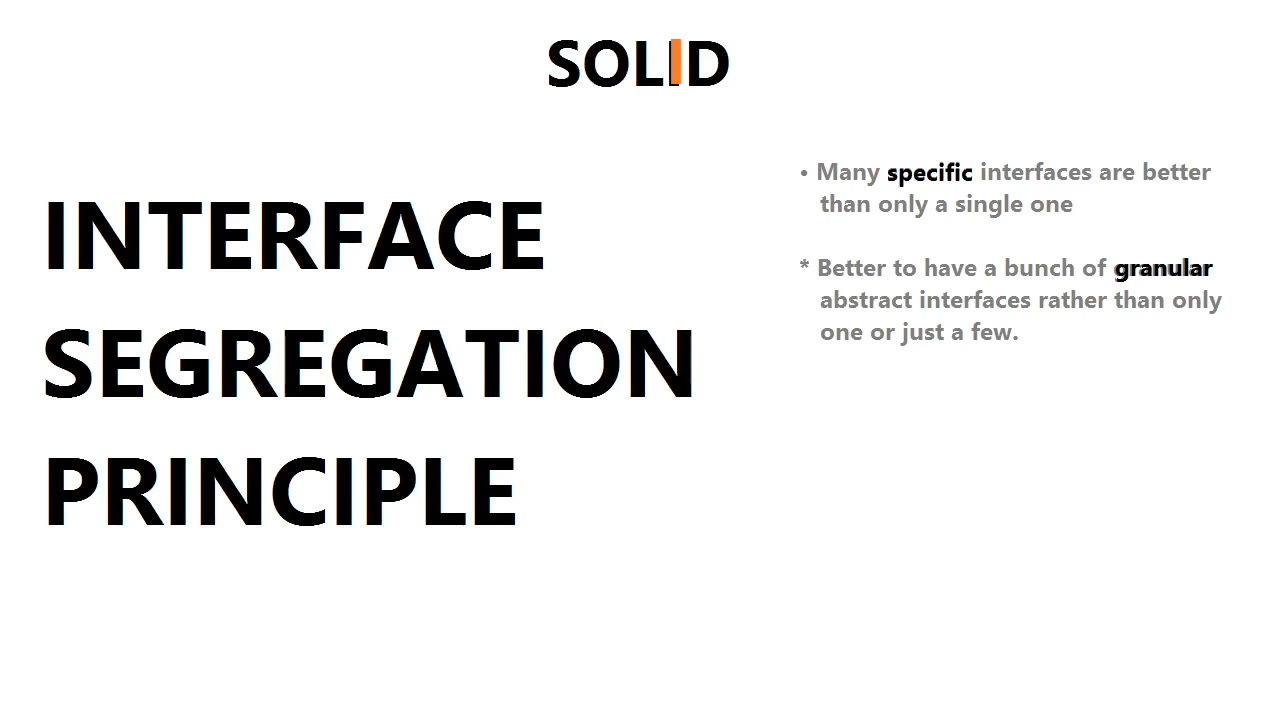 SOLID
INTERFACE
SEGREGATION
PRINCIPLE
• Many specific interfaces are better
than only a single one
* Better to have a bunch of granular
abstract interfaces rather than only
one or just a few.